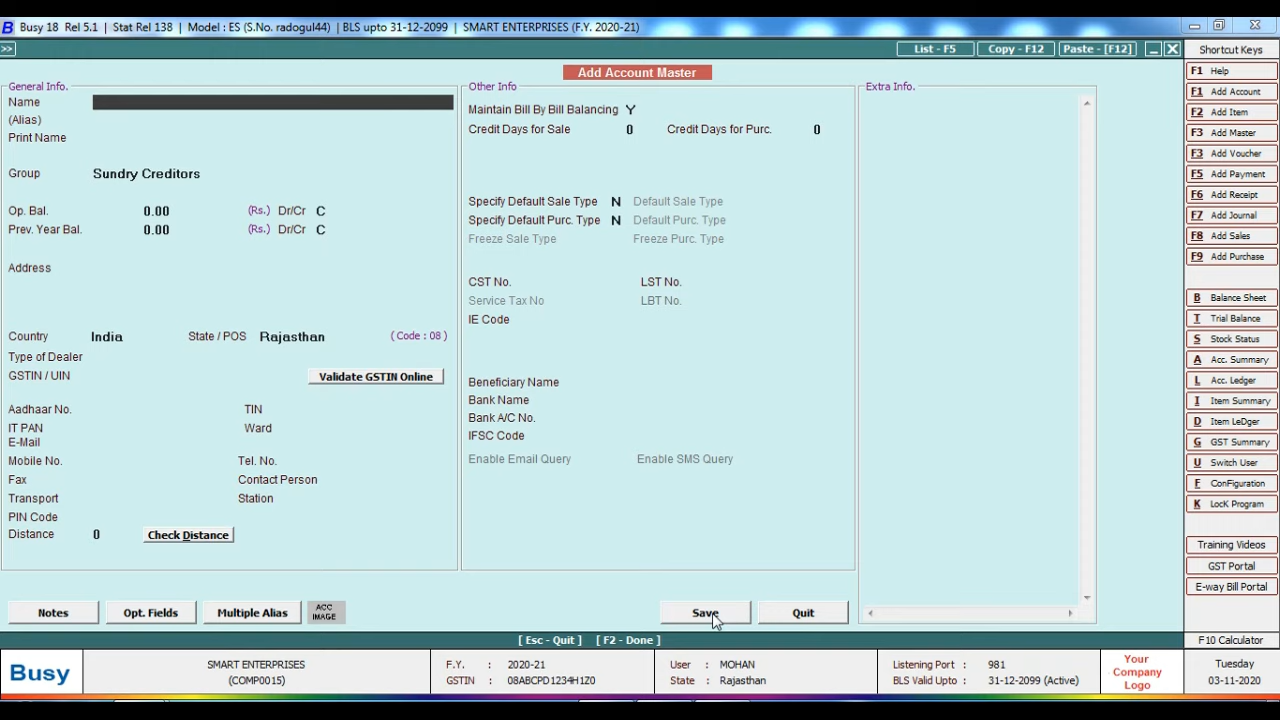 B Busy 18 Rel 5.1 | Stat Rel 138 | Model : ES (S.No. radogul44) | BLS upto 31-12-2099 | SMART ENTERPRISES (F.Y. 2020-21)
>> List - F5 Copy - F12 Paste - [F12] Shortcut Keys
Add Account Master
General Info.
Name
(Alias)
Print Name
Group Sundry Creditors
Op. Bal. 0.00 (Rs.) Dr/Cr C
Prev. Year Bal. 0.00 (Rs.) Dr/Cr C
Address
Country India State / POS Rajasthan ( Code : 08 )
Type of Dealer
GSTIN / UIN Validate GSTIN Online
Aadhaar No. TIN
IT PAN Ward
E-Mail
Mobile No. Tel. No.
Fax Contact Person
Transport Station
PIN Code
Distance 0 Check Distance
Other Info
Maintain Bill By Bill Balancing Y
Credit Days for Sale 0 Credit Days for Purc. 0
Specify Default Sale Type N Default Sale Type
Specify Default Purc. Type N Default Purc. Type
Freeze Sale Type Freeze Purc. Type
CST No. LST No.
Service Tax No LBT No.
IE Code
Beneficiary Name
Bank Name
Bank A/C No.
IFSC Code
Enable Email Query Enable SMS Query
Extra Info.
Notes Opt. Fields Multiple Alias ACC IMAGE Save Quit
[ Esc - Quit ] [ F2 - Done ]
F1 Help
F1 Add Account
F2 Add Item
F3 Add Master
F3 Add Voucher
F5 Add Payment
F6 Add Receipt
F7 Add Journal
F8 Add Sales
F9 Add Purchase
B Balance Sheet
T Trial Balance
S Stock Status
A Acc. Summary
L Acc. Ledger
I Item Summary
D Item LeDger
G GST Summary
U Switch User
F ConFiguration
K LocK Program
Training Videos
GST Portal
E-way Bill Portal
F10 Calculator
Busy
SMART ENTERPRISES
(COMP0015)
F.Y. : 2020-21
GSTIN : 08ABCPD1234H1Z0
User : MOHAN
State : Rajasthan
Listening Port : 981
BLS Valid Upto : 31-12-2099 (Active)
Your
Company
Logo
Tuesday
03-11-2020